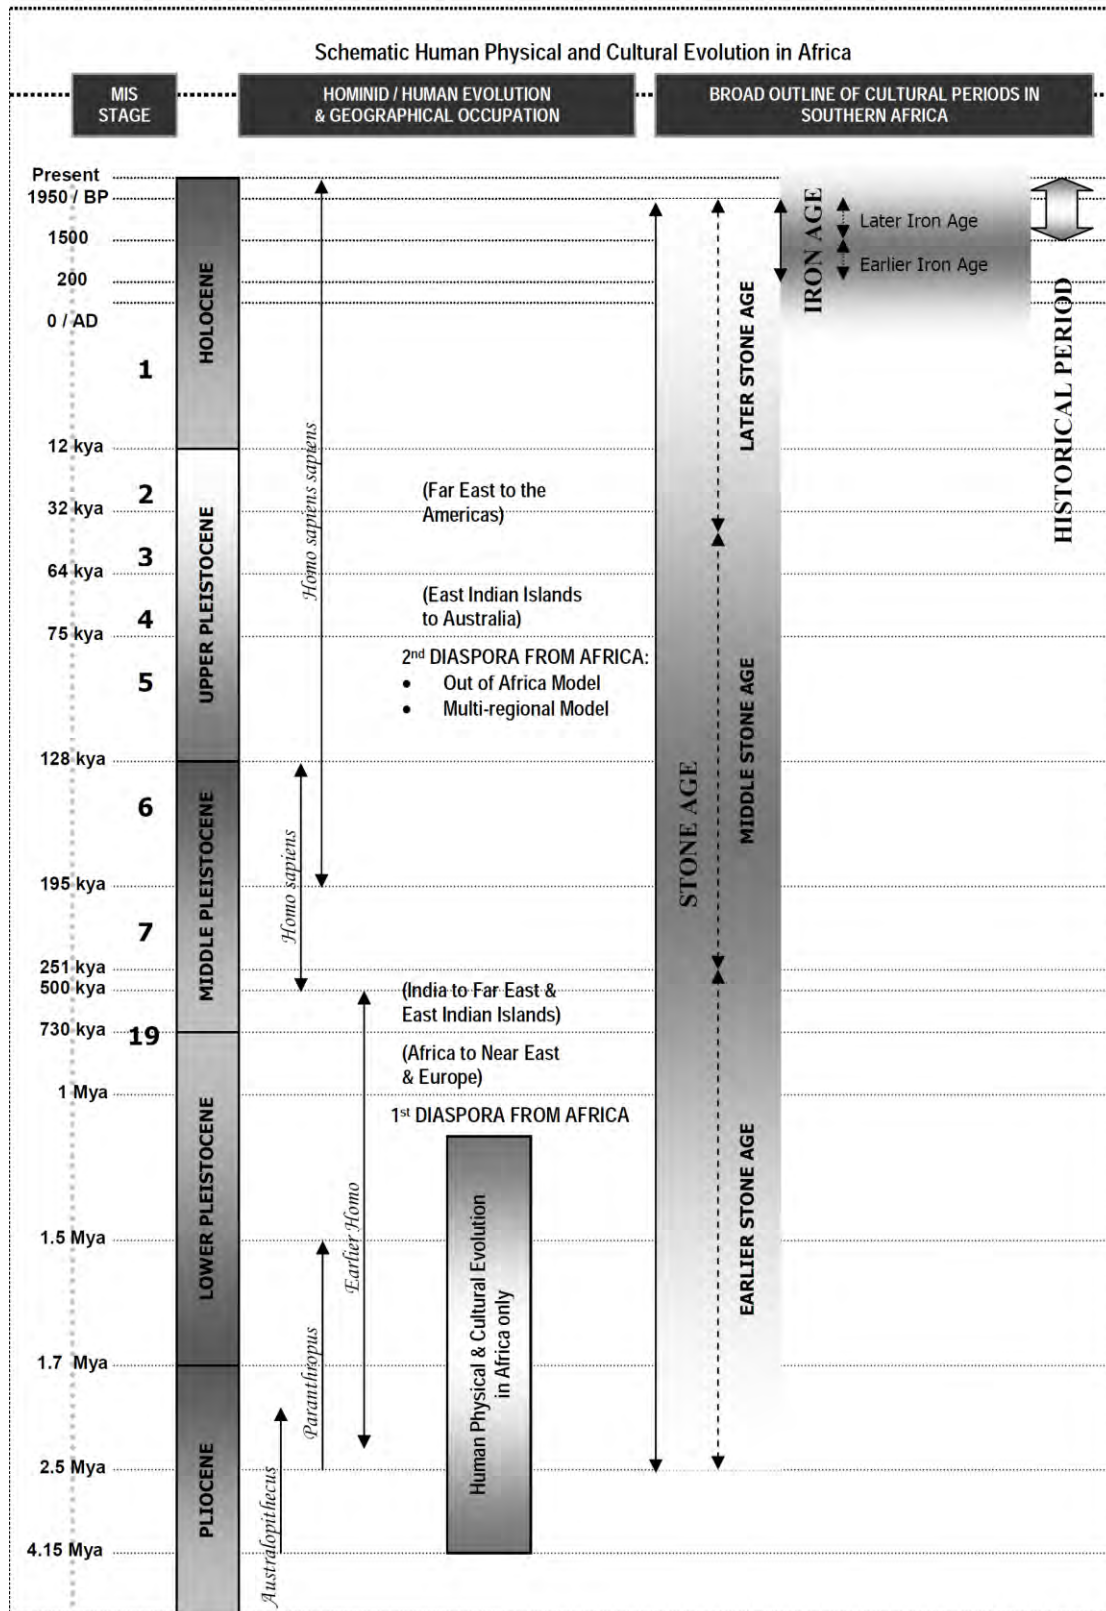 Schematic Human Physical and Cultural Evolution in Africa
MIS
STAGE
HOMINID / HUMAN EVOLUTION
& GEOGRAPHICAL OCCUPATION
BROAD OUTLINE OF CULTURAL PERIODS IN
SOUTHERN AFRICA
Present
1950 / BP
1500
200
0 / AD
12 kya
32 kya
64 kya
75 kya
128 kya
195 kya
251 kya
500 kya
730 kya
1 Mya
1.5 Mya
1.7 Mya
2.5 Mya
4.15 Mya
1
2
3
4
5
6
7
19
HOLOCENE
UPPER PLEISTOCENE
MIDDLE PLEISTOCENE
LOWER PLEISTOCENE
PLIOCENE
Homo sapiens sapiens
Homo sapiens
Earlier Homo
Paranthropus
Australopithecus
(Far East to the
Americas)
(East Indian Islands
to Australia)
2nd DIASPORA FROM AFRICA:
• Out of Africa Model
• Multi-regional Model
(India to Far East &
East Indian Islands)
(Africa to Near East
& Europe)
1st DIASPORA FROM AFRICA
Human Physical & Cultural Evolution
in Africa only
STONE AGE
LATER STONE AGE
MIDDLE STONE AGE
EARLIER STONE AGE
IRON AGE
Later Iron Age
Earlier Iron Age
HISTORICAL PERIOD